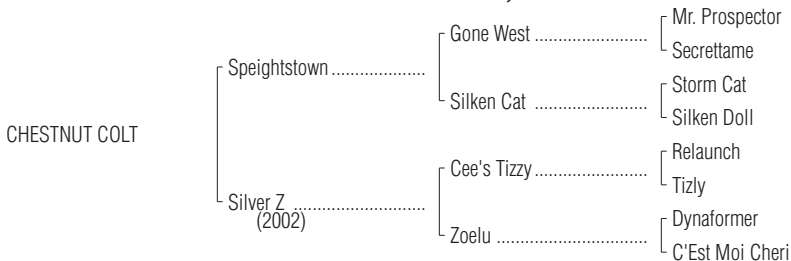 Mr. Prospector
Gone West ....................................
Secrettame
Speightstown .....................
Storm Cat
Silken Cat ....................................
Silken Doll
CHESTNUT COLT
Relaunch
Cee's Tizzy ....................................
Tizly
Silver Z ..............................
(2002)
Dynaformer
Zoelu ..........................................
C'Est Moi Cheri